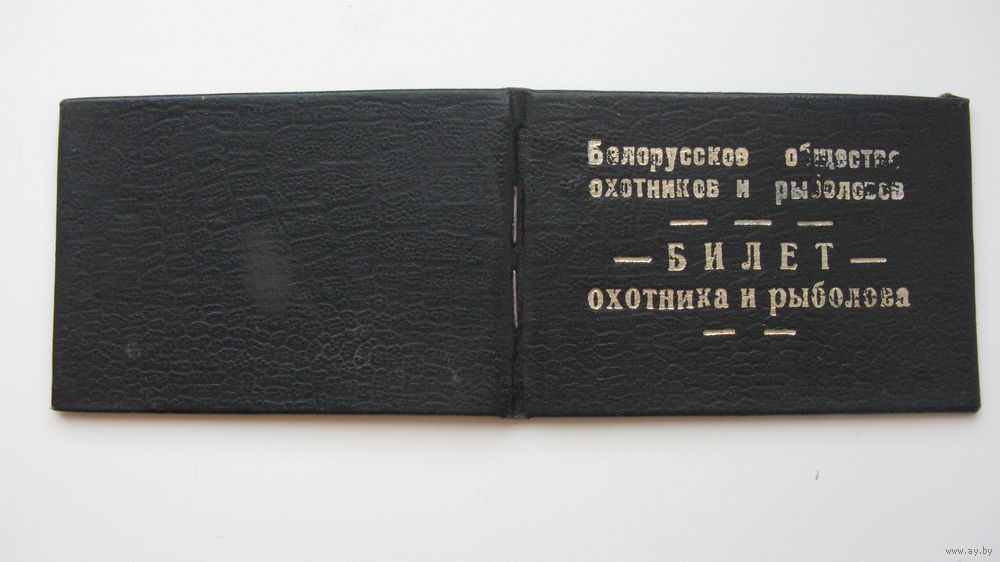 Белорусское общество
охотников и рыболовов
БИЛЕТ
охотника и рыболова
www.ay.by